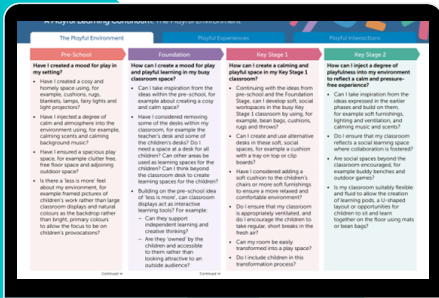 A Playful Learning Continuum: The Playful Environment
The Playful Environment
Playful Experiences
Playful Interactions
Pre-School
Have I created a mood for play in
my setting?
• Have I created a cosy and
homely space using, for
example, cushions, rugs,
blankets, lamps, fairy lights and
light projections?
• Have I injected a degree of
calm and atmosphere into the
environment using, for example,
calming scents and calming
background music?
• Have I ensured a spacious play
space, for example clutter free,
free floor space and adjoining
outdoor space?
• Is there a 'less is more' feel
about my environment, for
example framed pictures of
children's work rather than large
classroom displays and natural
colours as the backdrop rather
than bright, primary colours
to allow the focus to be on
children's provocations?
Foundation
How can I create a mood for play
and playful learning in my busy
classroom space?
• Can I take inspiration from the
ideas within the pre-school, for
example about creating a cosy
and calm space?
• Have I considered removing
some of the desks within my
classroom, for example the
teacher's desk and some of
the children's desks? Do I
need a space at a desk for all
children? Can other areas be
used as learning spaces for the
children? Can I think beyond
the classroom desk to create
learning spaces for the children?
• Building on the pre-school idea
of 'less is more', can classroom
displays act as interactive
learning tools? For example:
– Can they support
independent learning and
creative thinking?
– Are they 'owned' by the
children and accessible
to them rather than
looking attractive to an
outside audience?
Continued
Key Stage 1
How can I create a calming and
playful space in my Key Stage 1
classroom?
• Continuing with the ideas from
pre-school and the Foundation
Stage, can I develop soft, social
workspaces in the busy Key
Stage 1 classroom by using, for
example, bean bags, cushions,
rugs and throws?
• Can I create and use alternative
desks in these soft, social
spaces, for example a cushion
with a tray on top or clip
boards?
• Have I considered adding a
soft cushion to the children's
chairs or more soft furnishings
to ensure a more relaxed and
comfortable environment?
• Do I ensure that my classroom
is appropriately ventilated, and
do I encourage the children to
take regular, short breaks in the
fresh air?
• Can my room be easily
transformed into a play space?
• Do I include children in this
transformation process?
Continued
Key Stage 2
How can I inject a degree of
playfulness into my environment
to reflect a calm and pressure-
free experience?
• Can I take inspiration from the
ideas expressed in the earlier
phases and build on them,
for example soft furnishings,
lighting and ventilation, and
calming music and scents?
• Do I ensure that my classroom
reflects a social learning space
where collaboration is fostered?
• Are social spaces beyond the
classroom encouraged, for
example buddy benches and
outdoor games?
• Is my classroom suitably flexible
and fluid to allow the creation
of learning pods, a U-shaped
layout or opportunities for
children to sit and learn
together on the floor using mats
or bean bags?